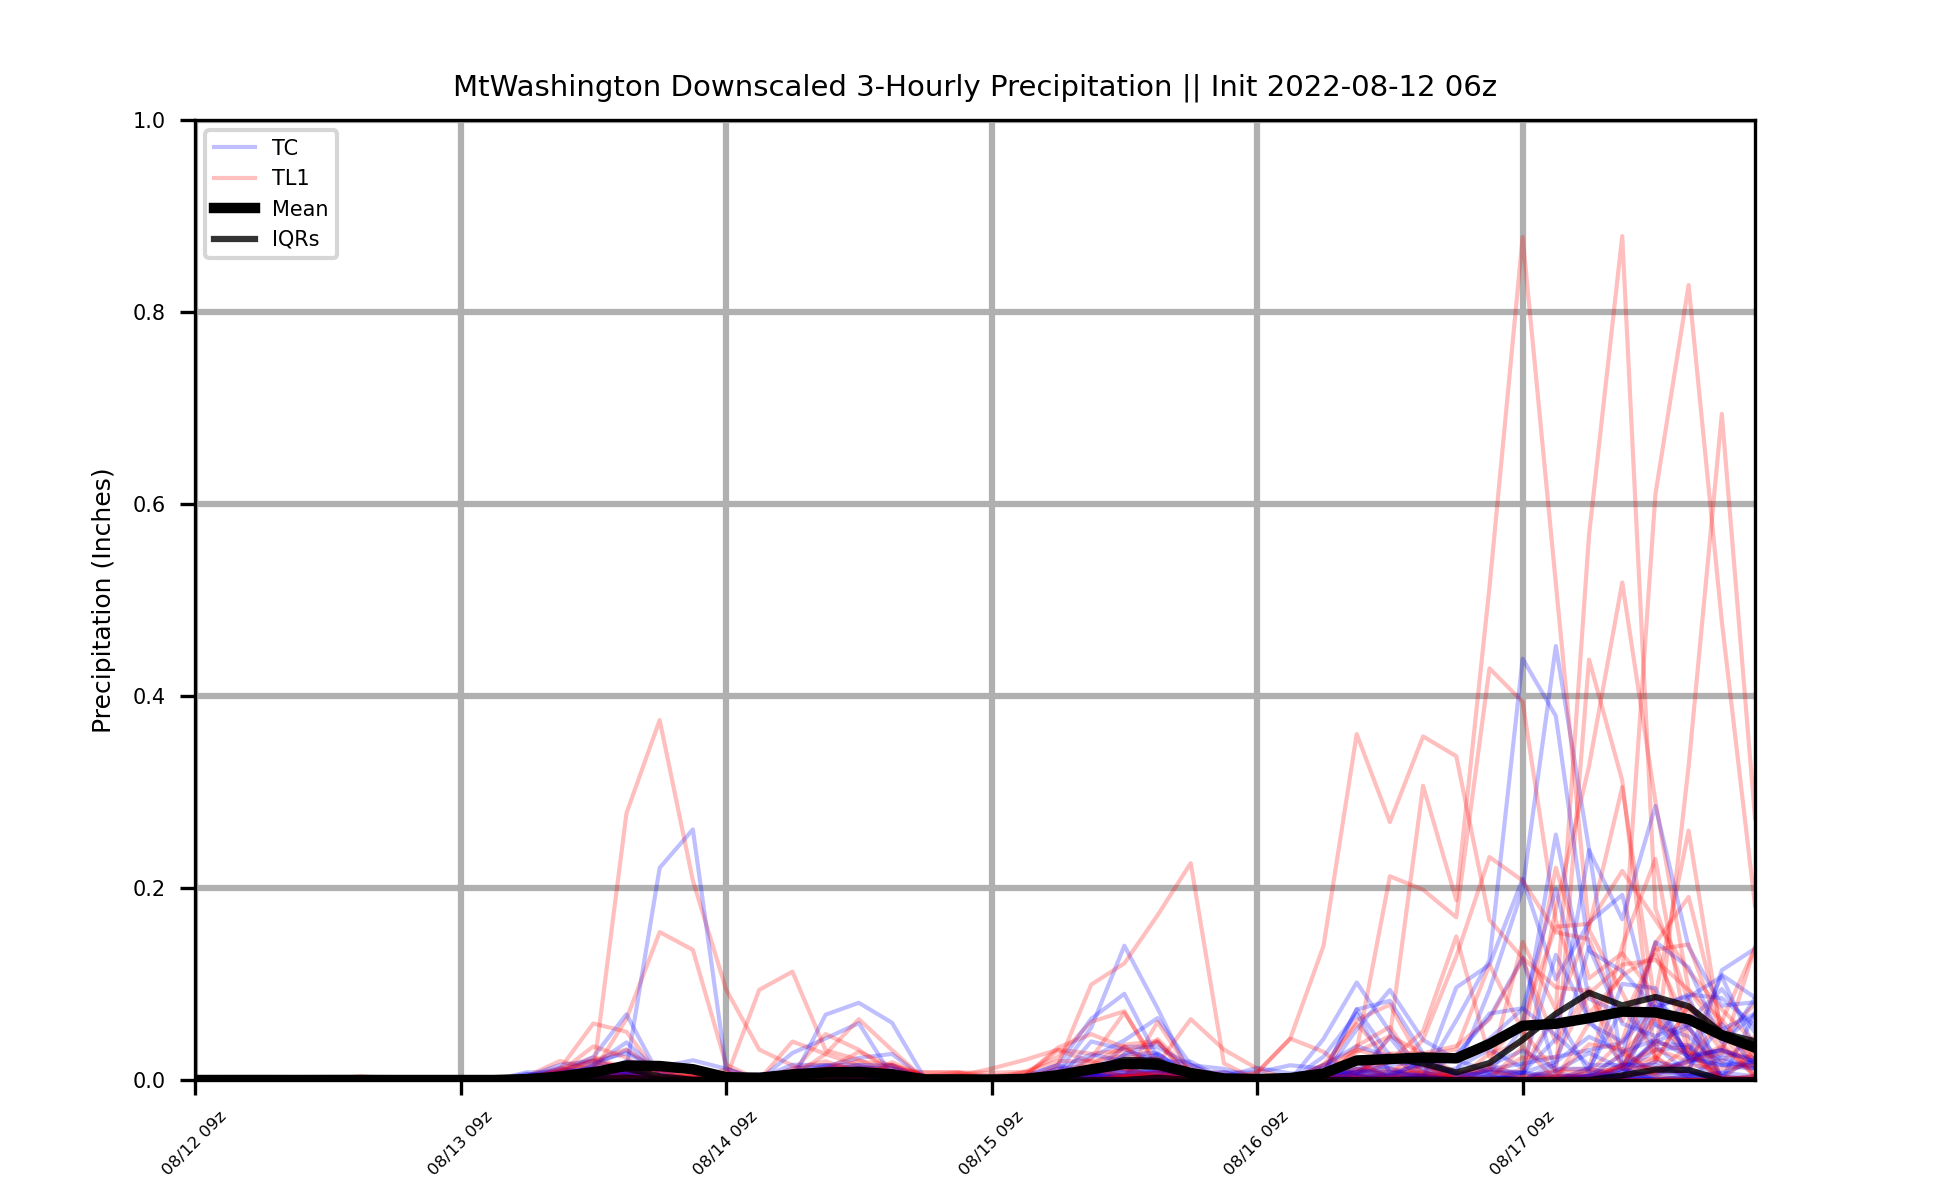 MtWashington Downscaled 3-Hourly Precipitation || Init 2022-08-12 06z
1.0
0.8
0.6
0.4
0.2
0.0
Precipitation (Inches)
TC
TL1
Mean
IQRs
08/12 09z
08/13 09z
08/14 09z
08/15 09z
08/16 09z
08/17 09z